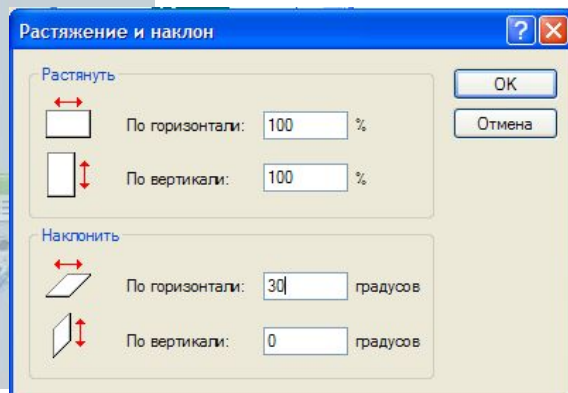 Растяжение и наклон
Растянуть
По горизонтали: 100 %
По вертикали: 100 %
OK
Отмена
Наклонить
По горизонтали: 30 градусов
По вертикали: 0 градусов